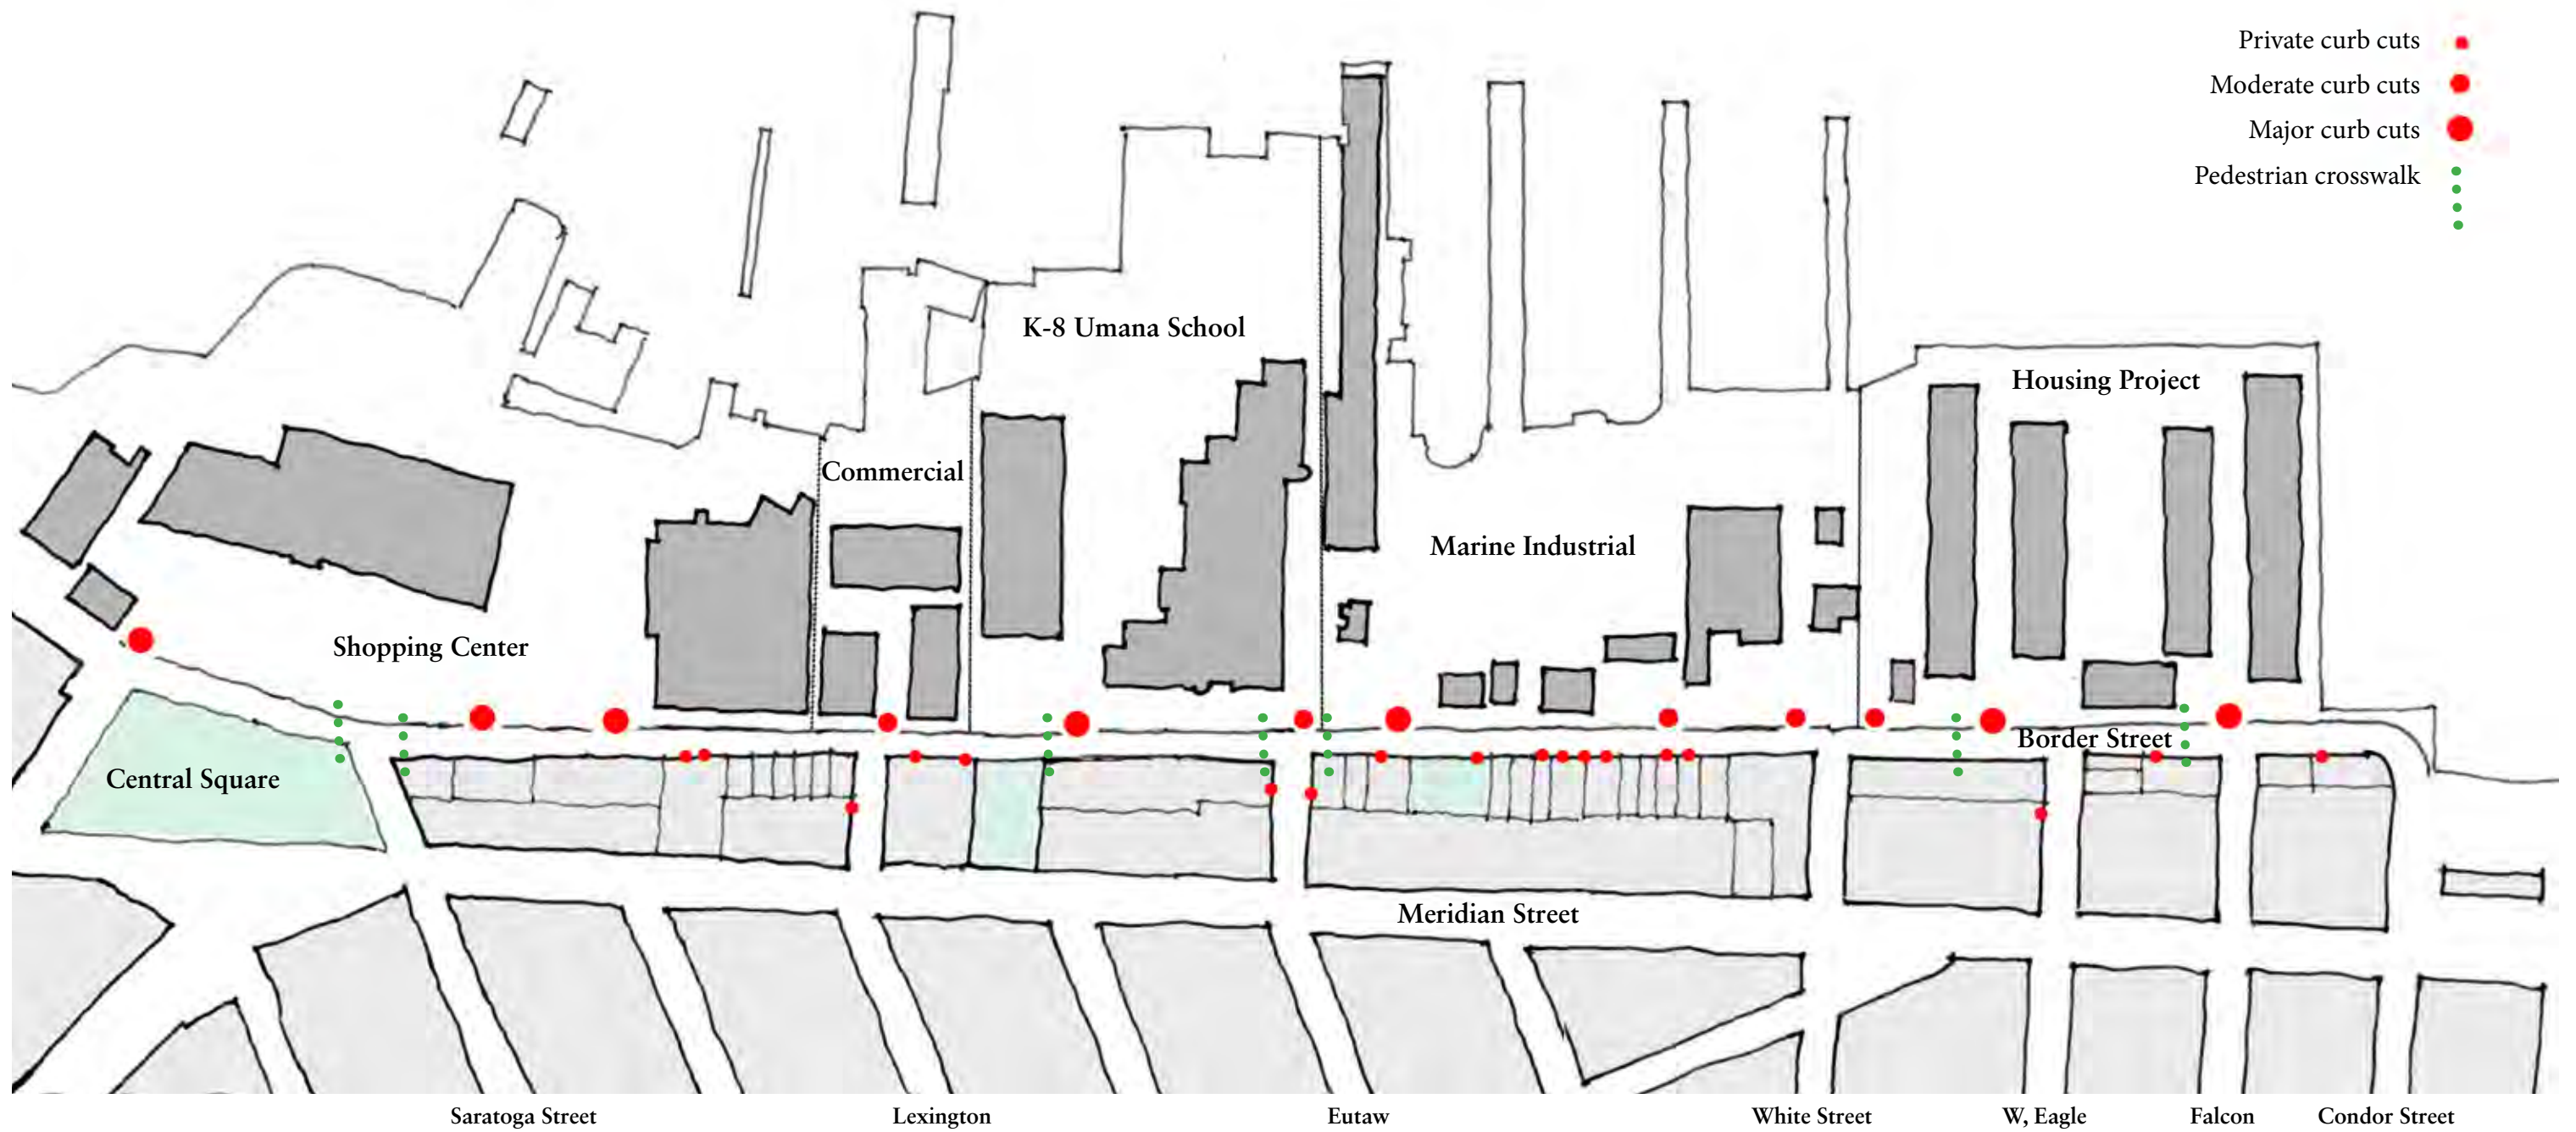 Private curb cuts
Moderate curb cuts
Major curb cuts
Pedestrian crosswalk
K-8 Umana School
Housing Project
Commercial
Marine Industrial
Shopping Center
Border Street
Central Square
Meridian Street
Saratoga Street
Lexington
Eutaw
White Street
W, Eagle
Falcon
Condor Street